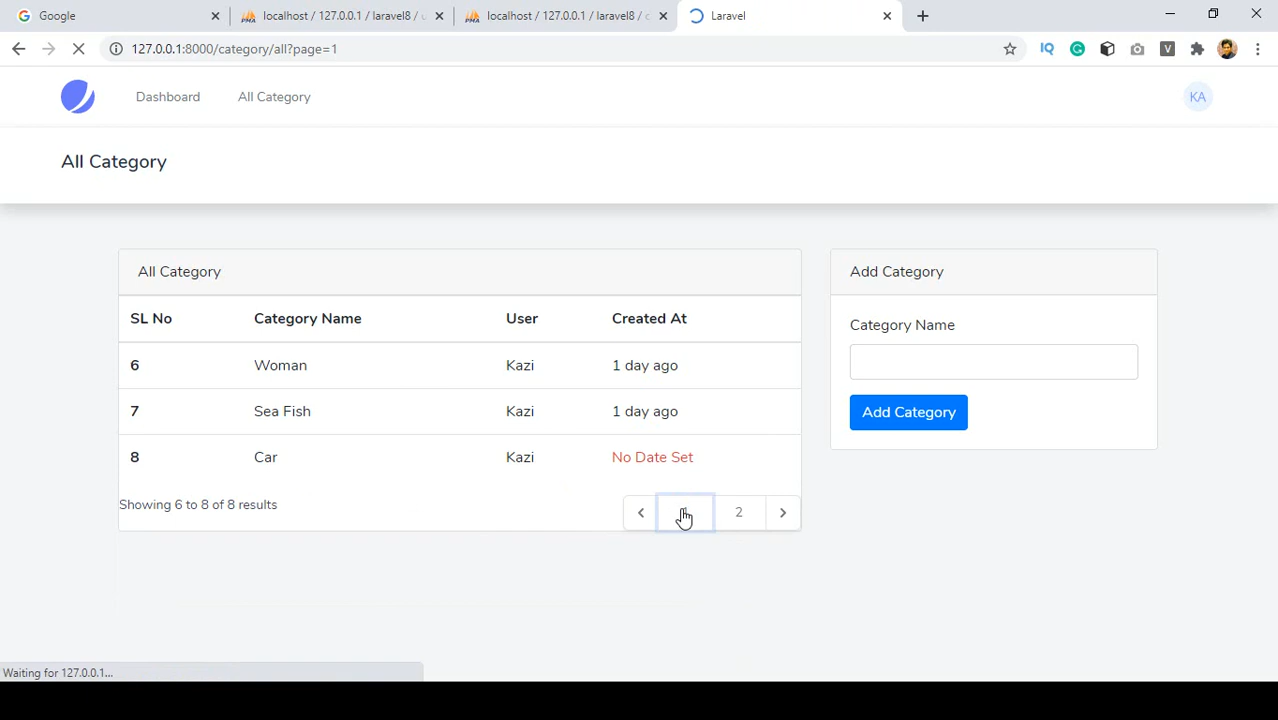 Google
localhost / 127.0.0.1 / laravel8 /
localhost / 127.0.0.1 / laravel8 /
Laravel
127.0.0.1:8000/category/all?page=1
IQ
V
Dashboard
All Category
KA
All Category
All Category
SL No Category Name User Created At
6 Woman Kazi 1 day ago
7 Sea Fish Kazi 1 day ago
8 Car Kazi No Date Set
Showing 6 to 8 of 8 results
2
Add Category
Category Name
Add Category
Waiting for 127.0.0.1...